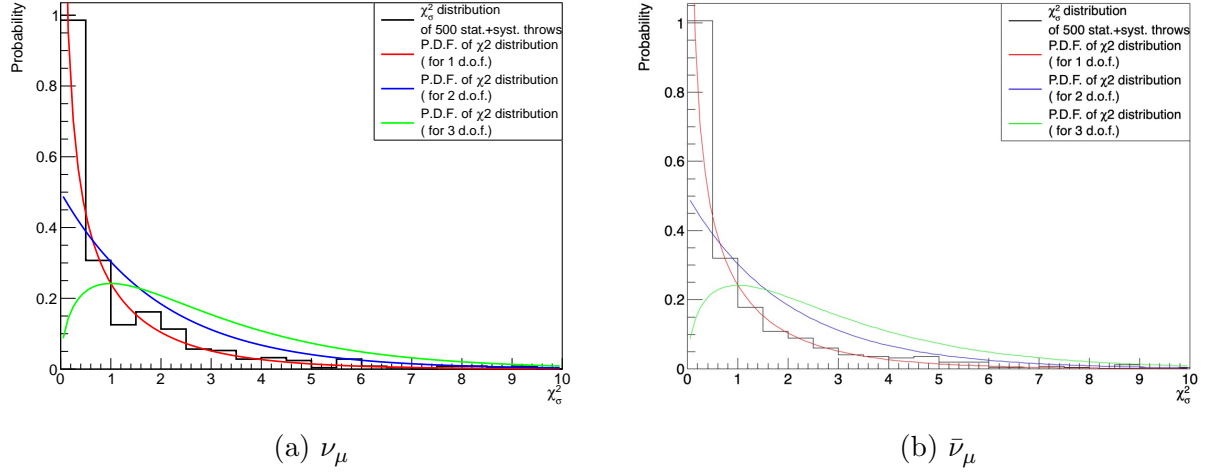 Probability
1
0.8
0.6
0.4
0.2
0
0 1 2 3 4 5 6 7 8 9 10
χ²σ
χ²σ distribution
of 500 stat.+syst. throws
P.D.F. of χ2 distribution
( for 1 d.o.f.)
P.D.F. of χ2 distribution
( for 2 d.o.f.)
P.D.F. of χ2 distribution
( for 3 d.o.f.)
(a) νμ
Probability
1
0.8
0.6
0.4
0.2
0
0 1 2 3 4 5 6 7 8 9 10
χ²σ
χ²σ distribution
of 500 stat.+syst. throws
P.D.F. of χ2 distribution
( for 1 d.o.f.)
P.D.F. of χ2 distribution
( for 2 d.o.f.)
P.D.F. of χ2 distribution
( for 3 d.o.f.)
(b) ν̄μ